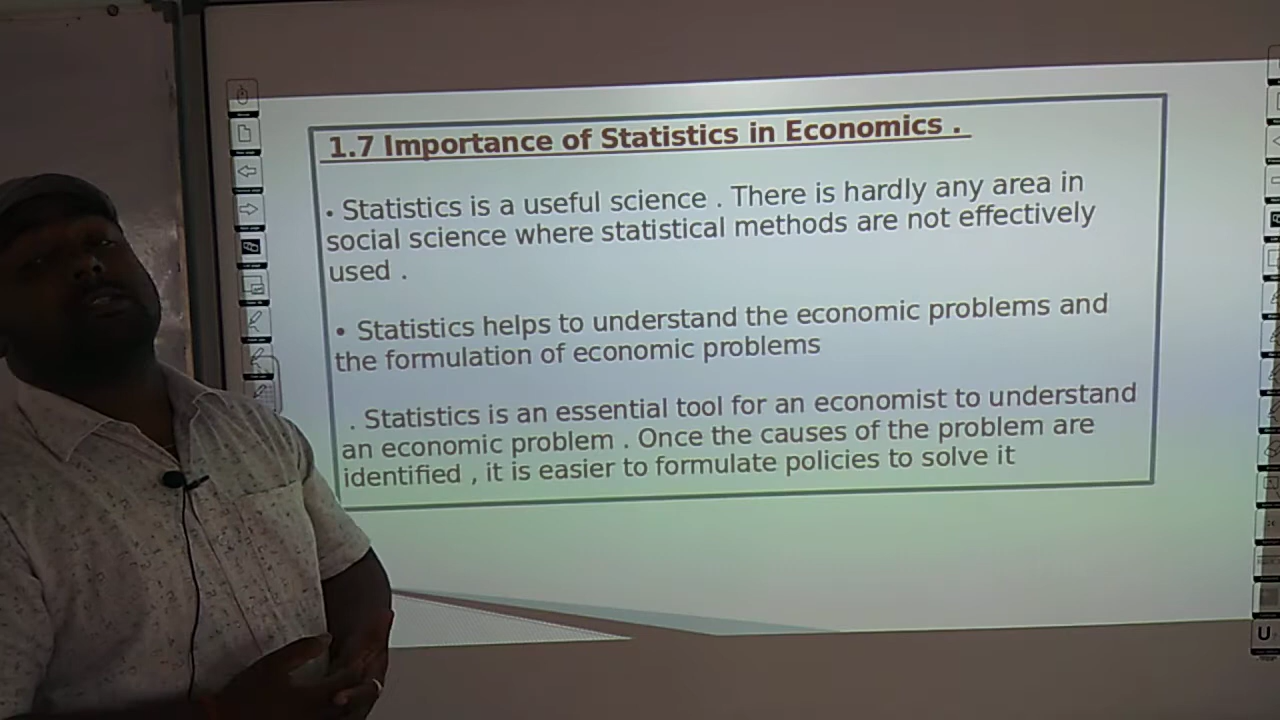 1.7 Importance of Statistics in Economics .
• Statistics is a useful science . There is hardly any area in
social science where statistical methods are not effectively
used .
• Statistics helps to understand the economic problems and
the formulation of economic problems
. Statistics is an essential tool for an economist to understand
an economic problem . Once the causes of the problem are
identified , it is easier to formulate policies to solve it
U